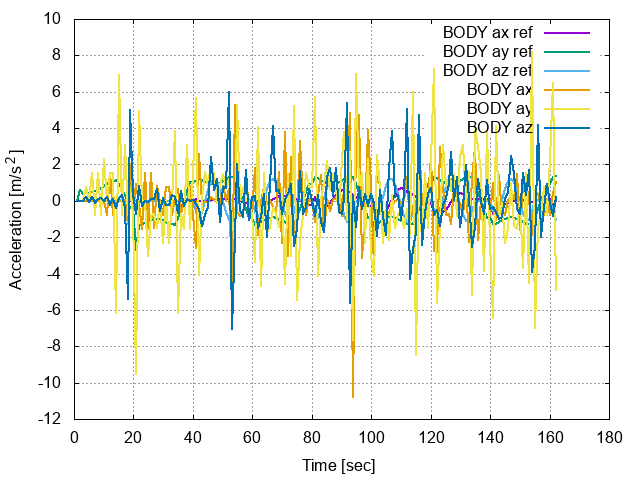 10
8
6
4
2
0
-2
-4
-6
-8
-10
-12
Acceleration [m/s²]
BODY ax ref
BODY ay ref
BODY az ref
BODY ax
BODY ay
BODY az
0 20 40 60 80 100 120 140 160 180
Time [sec]